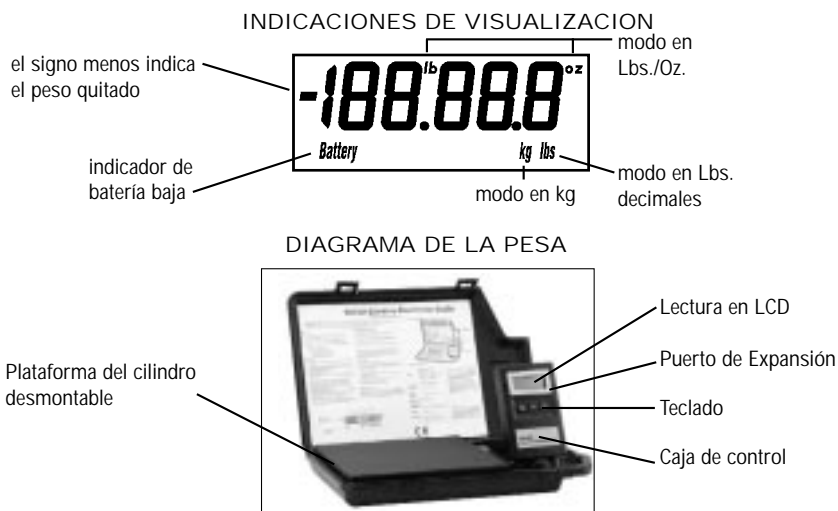 INDICACIONES DE VISUALIZACION
el signo menos indica
el peso quitado
modo en
Lbs./Oz.
-188.88.8
lb
oz
Battery
kg lbs
indicador de
batería baja
modo en kg
modo en Lbs.
decimales
DIAGRAMA DE LA PESA
Plataforma del cilindro
desmontable
Lectura en LCD
Puerto de Expansión
Teclado
Caja de control
CE